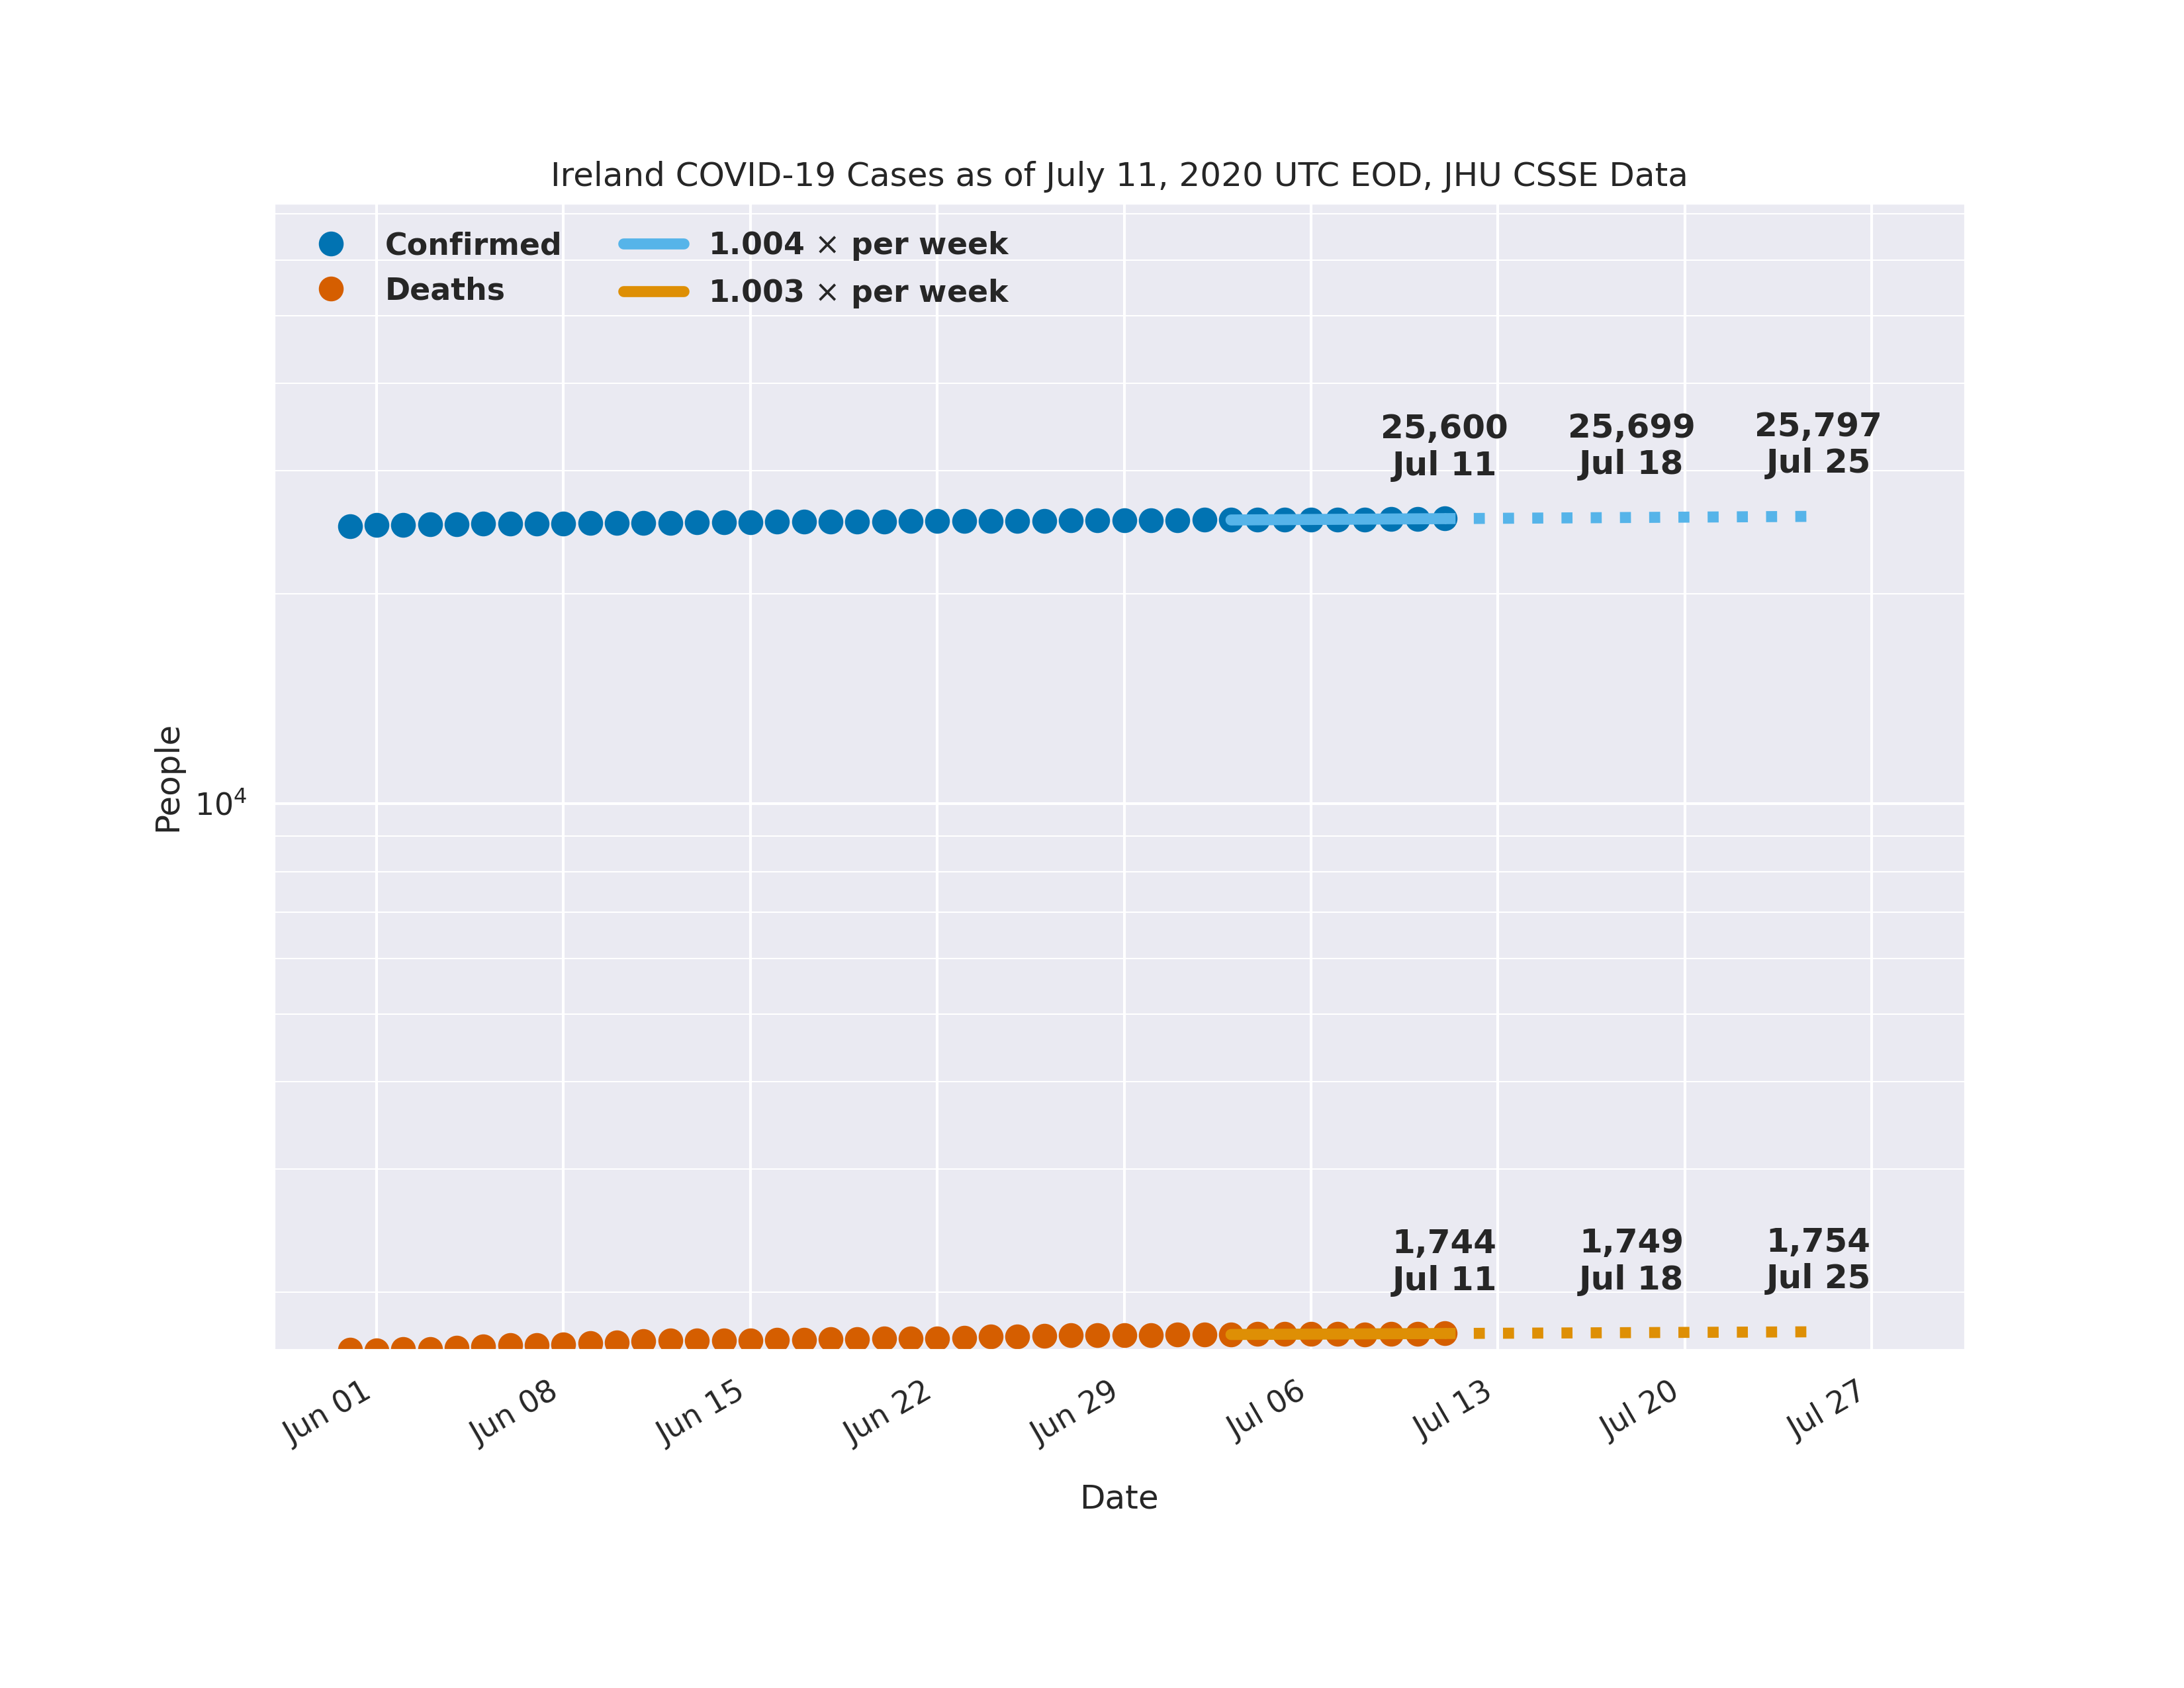 Ireland COVID-19 Cases as of July 11, 2020 UTC EOD, JHU CSSE Data
Confirmed
Deaths
1.004 × per week
1.003 × per week
25,600
Jul 11
25,699
Jul 18
25,797
Jul 25
People
10⁴
1,744
Jul 11
1,749
Jul 18
1,754
Jul 25
Jun 01
Jun 08
Jun 15
Jun 22
Jun 29
Jul 06
Jul 13
Jul 20
Jul 27
Date